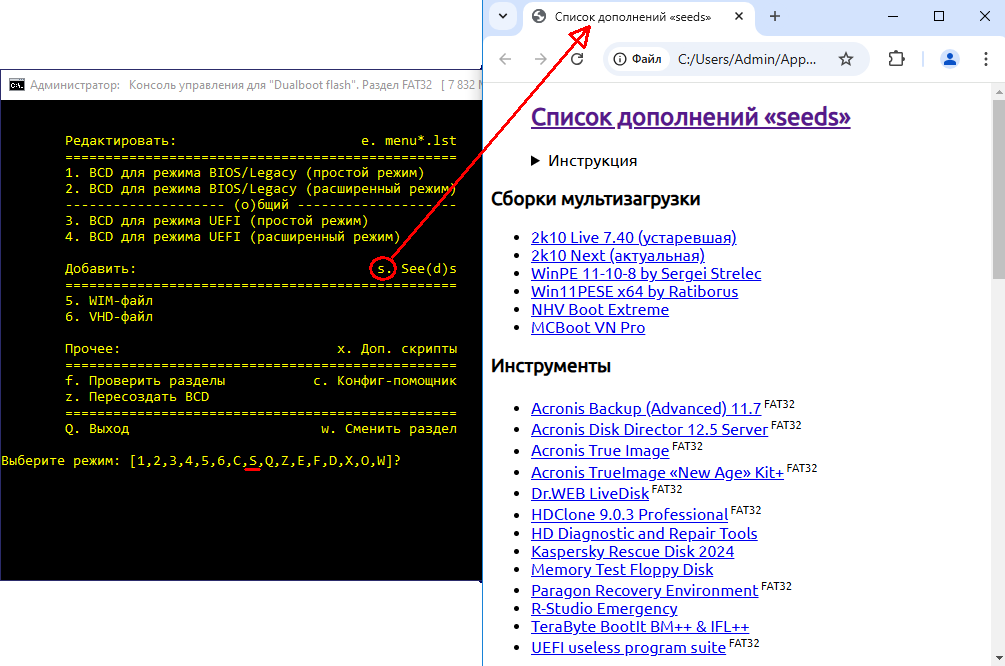 Администратор: Консоль управления для "Dualboot flash". Раздел FAT32 [ 7 832 M
Редактировать: e. menu*.lst
=================================================
1. BCD для режима BIOS/Legacy (простой режим)
2. BCD для режима BIOS/Legacy (расширенный режим)
-------------------- (о)бщий --------------------
3. BCD для режима UEFI (простой режим)
4. BCD для режима UEFI (расширенный режим)
Добавить: s. See(d)s
=================================================
5. WIM-файл
6. VHD-файл
Прочее: x. Доп. скрипты
=================================================
f. Проверить разделы c. Конфиг-помощник
z. Пересоздать BCD
=================================================
Q. Выход w. Сменить раздел
Выберите режим: [1,2,3,4,5,6,C,S,Q,Z,E,F,D,X,O,W]?
Список дополнений «seeds»
Файл C:/Users/Admin/App...
Список дополнений «seeds»
Инструкция
Сборки мультизагрузки
2k10 Live 7.40 (устаревшая)
2k10 Next (актуальная)
WinPE 11-10-8 by Sergei Strelec
Win11PESE x64 by Ratiborus
NHV Boot Extreme
MCBoot VN Pro
Инструменты
Acronis Backup (Advanced) 11.7 FAT32
Acronis Disk Director 12.5 Server FAT32
Acronis True Image FAT32
Acronis TrueImage «New Age» Kit+ FAT32
Dr.WEB LiveDisk FAT32
HDClone 9.0.3 Professional FAT32
HD Diagnostic and Repair Tools
Kaspersky Rescue Disk 2024
Memory Test Floppy Disk
Paragon Recovery Environment FAT32
R-Studio Emergency
TeraByte BootIt BM++ & IFL++
UEFI useless program suite FAT32